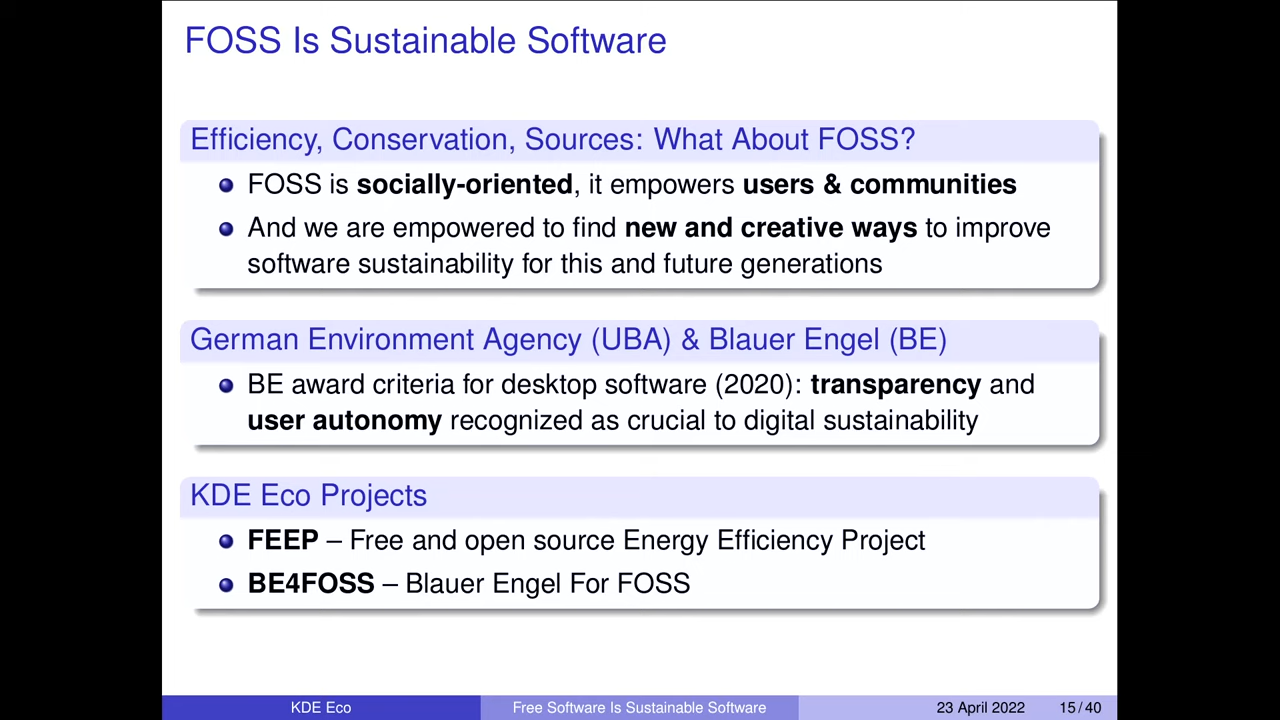 FOSS Is Sustainable Software
Efficiency, Conservation, Sources: What About FOSS?
FOSS is socially-oriented, it empowers users & communities
And we are empowered to find new and creative ways to improve
software sustainability for this and future generations
German Environment Agency (UBA) & Blauer Engel (BE)
BE award criteria for desktop software (2020): transparency and
user autonomy recognized as crucial to digital sustainability
KDE Eco Projects
FEEP – Free and open source Energy Efficiency Project
BE4FOSS – Blauer Engel For FOSS
KDE Eco Free Software Is Sustainable Software 23 April 2022 15 / 40